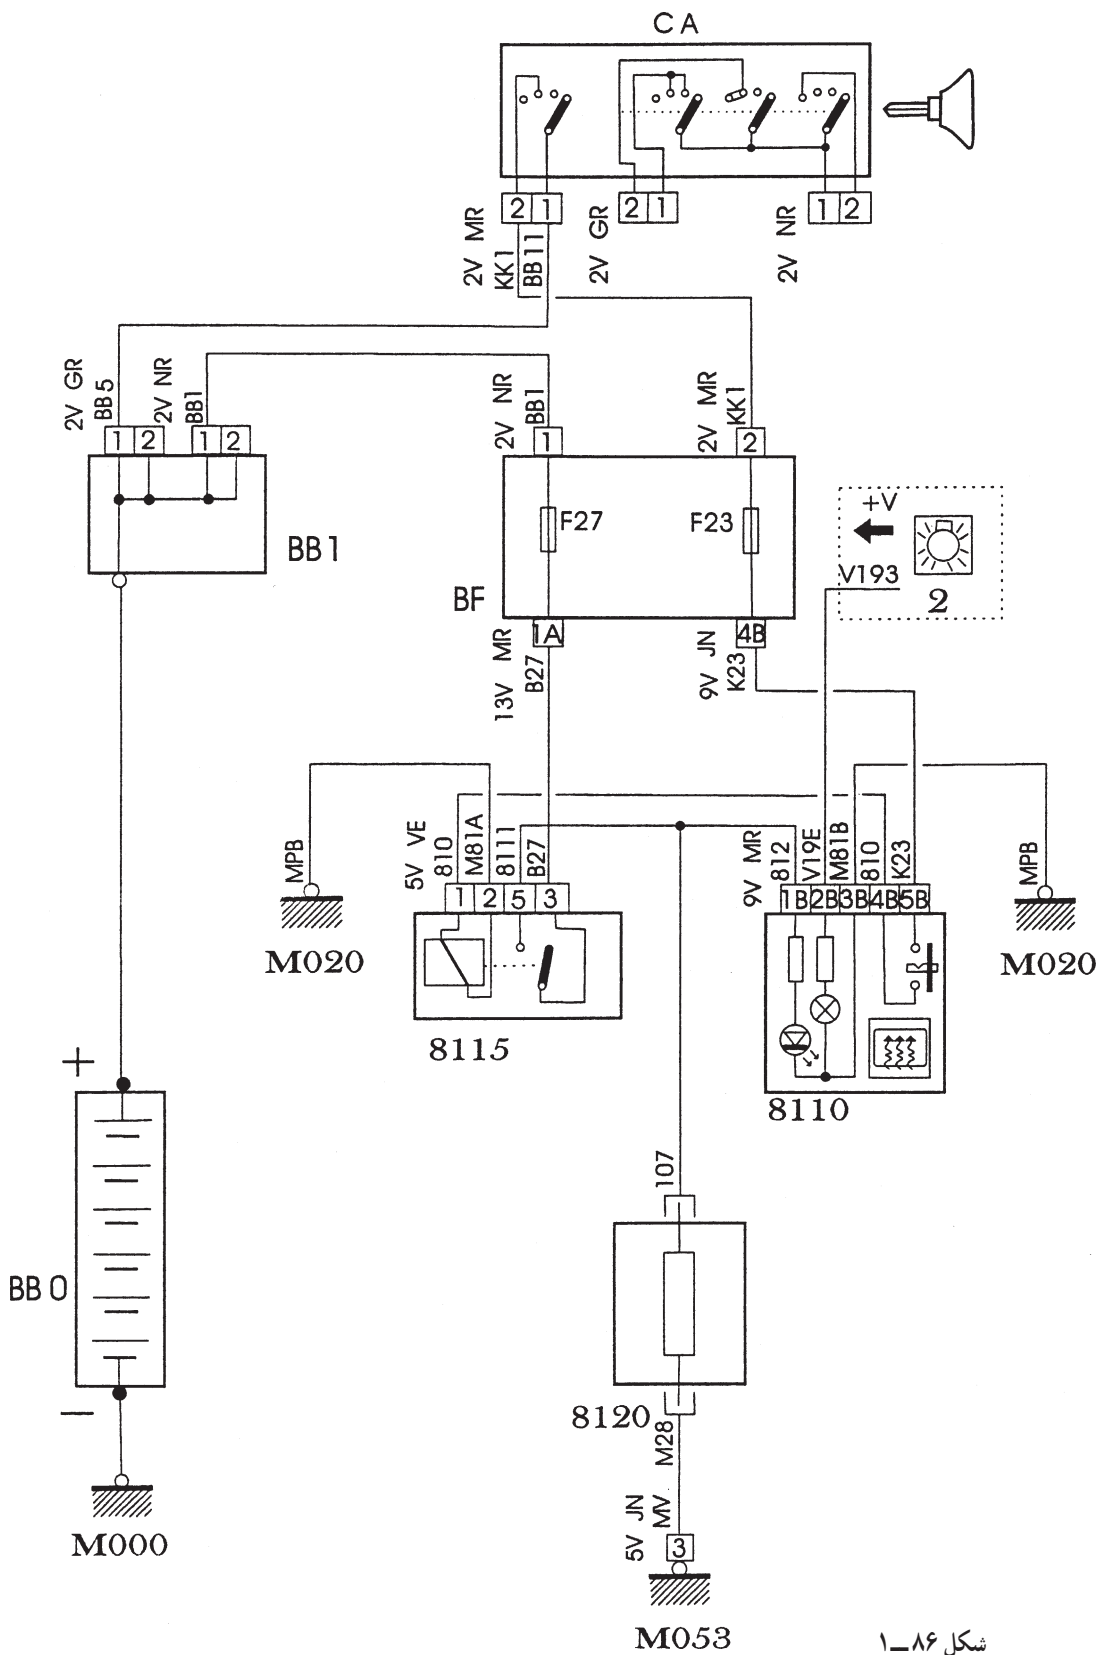 CA
2 1
2 1
1 2
2V MR
KK1
BB11
2V GR
2V NR
2V GR
BB5
2V NR
BB1
2V NR
BB1
2V MR
KK1
1 2
1 2
1
2
BB1
F27
F23
BF
+V
V193
2
1A
4B
13V MR
B27
9V JN
K23
MPB
5V VE
810
M81A
8111
B27
9V MR
812
V19E
M81B
810
K23
MPB
1 2 5 3
1B 2B 3B 4B 5B
M020
M020
8115
8110
+
107
BB0
8120
−
M28
M000
5V JN
MV
3
M053
شکل ۸۶ـ۱